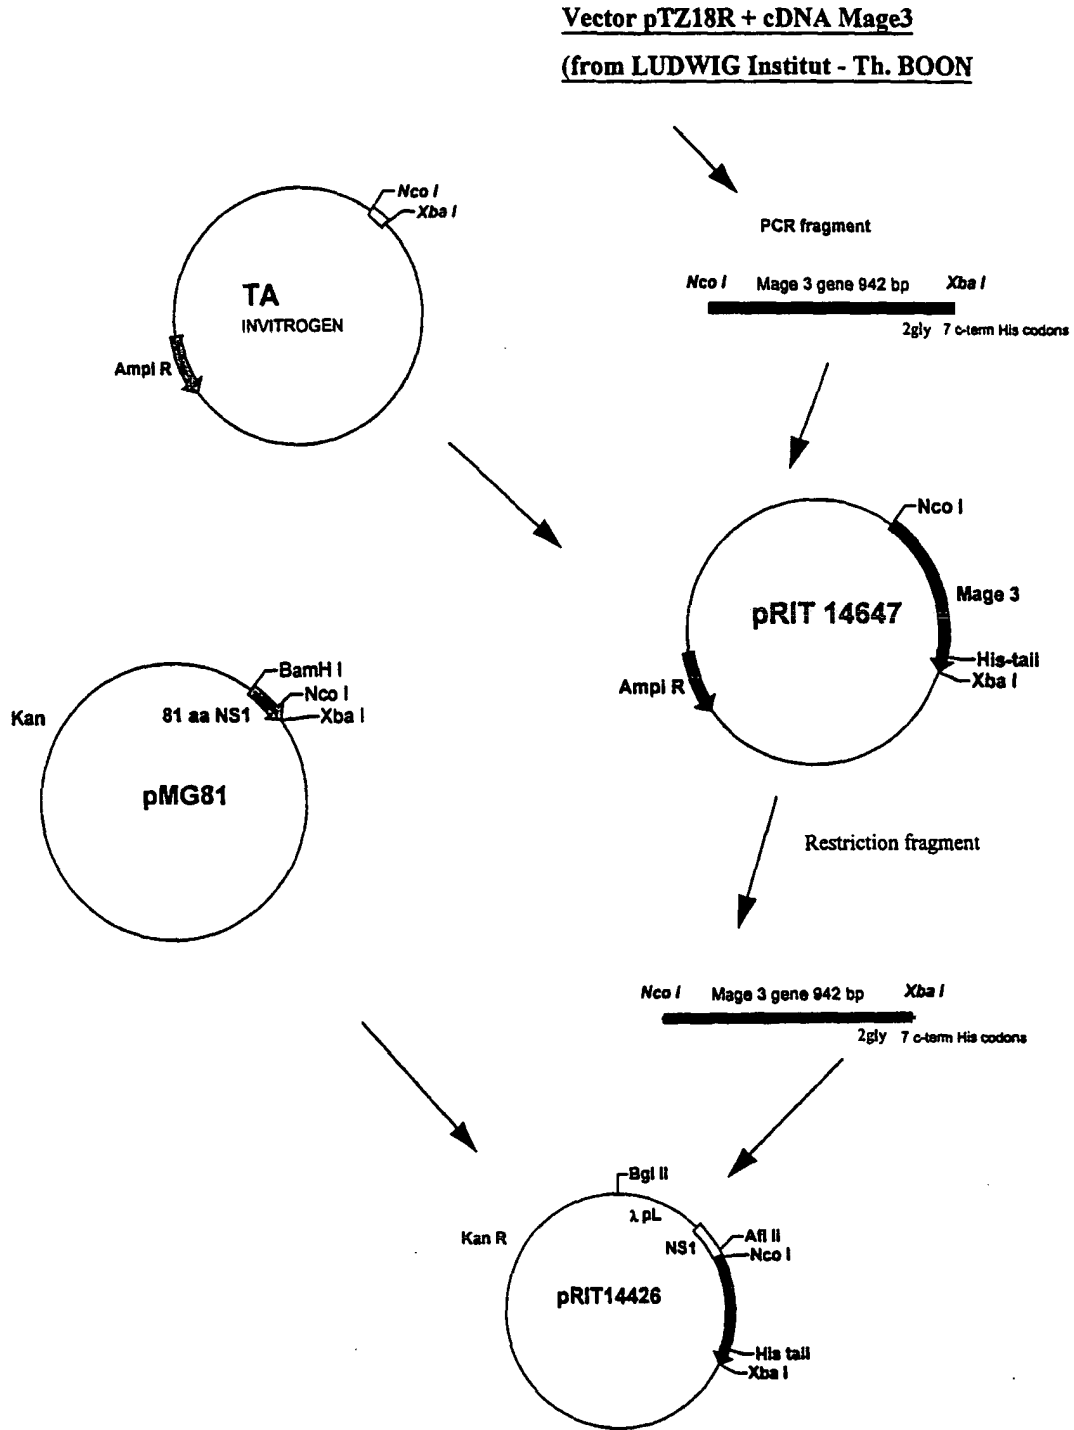 Vector pTZ18R + cDNA Mage3
(from LUDWIG Institut - Th. BOON
PCR fragment
Nco I Mage 3 gene 942 bp Xba I
2gly 7 c-term His codons
Nco I
Xba I
TA
INVITROGEN
Ampi R
Nco I
Mage 3
pRIT 14647
His-tail
Xba I
Ampi R
BamH I
Nco I
Kan
81 aa NS1
Xba I
pMG81
Restriction fragment
Nco I Mage 3 gene 942 bp Xba I
2gly 7 c-term His codons
Bgl II
λ pL
Kan R
Afl II
NS1
Nco I
pRIT14426
His tail
Xba I